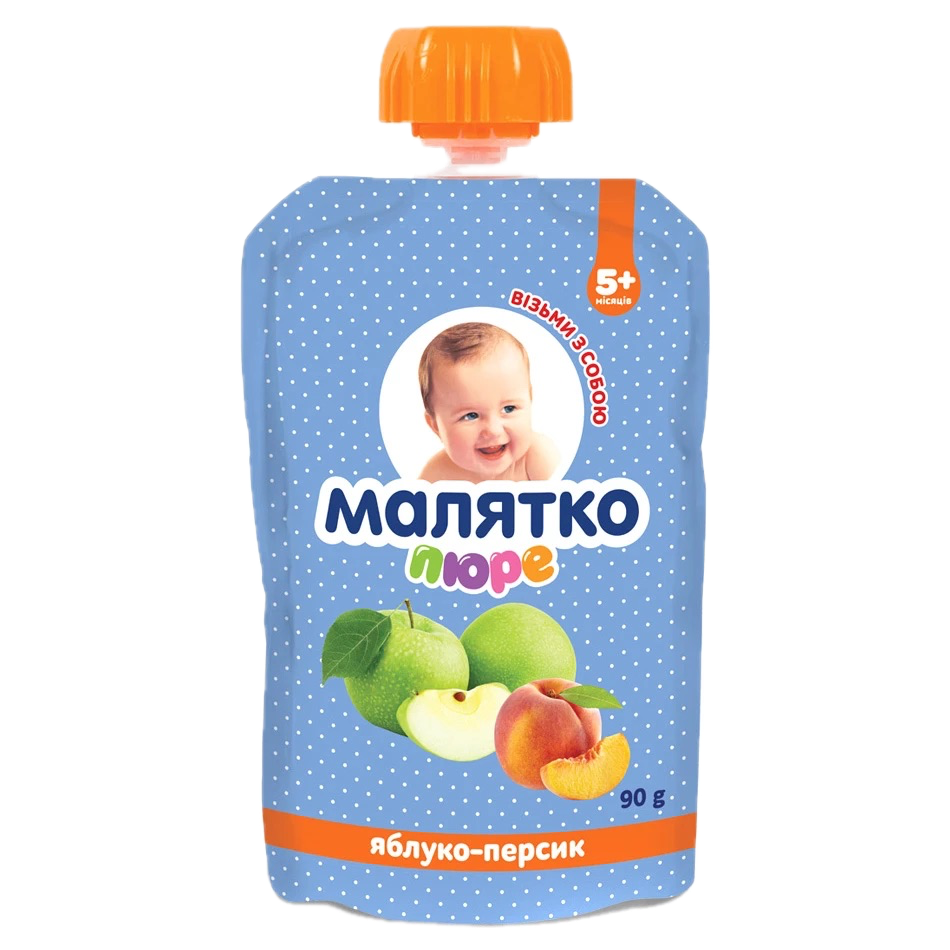 5+
місяців
ВІЗЬМИ З СОБОЮ
МАЛЯТКО
пюре
90 g
яблуко-персик